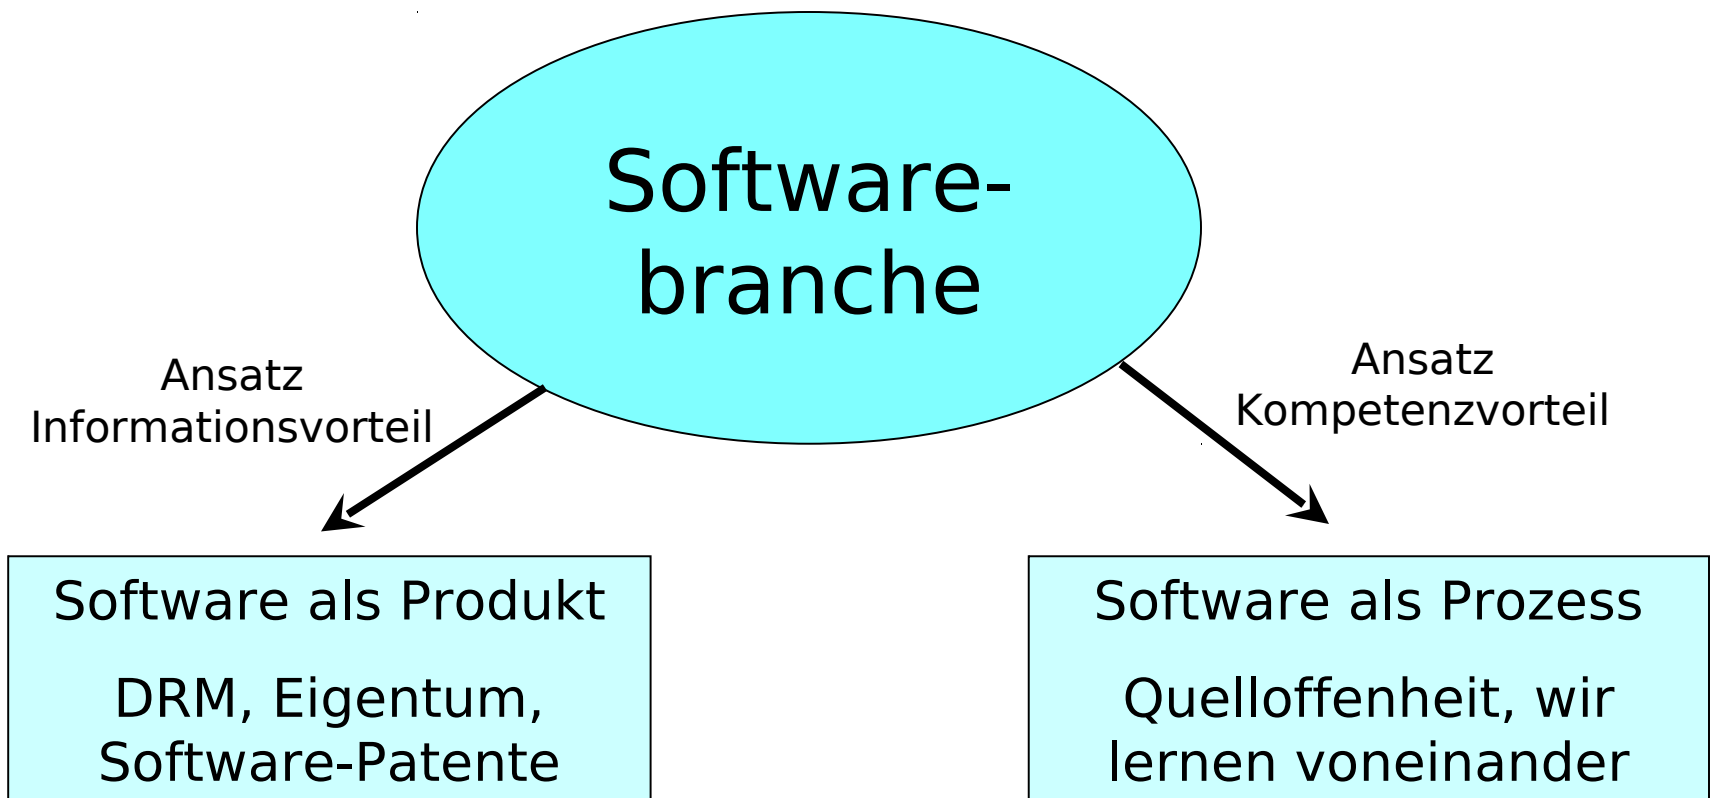 Software-
branche
Ansatz
Informationsvorteil
Ansatz
Kompetenzvorteil
Software als Produkt
DRM, Eigentum,
Software-Patente
Software als Prozess
Quelloffenheit, wir
lernen voneinander